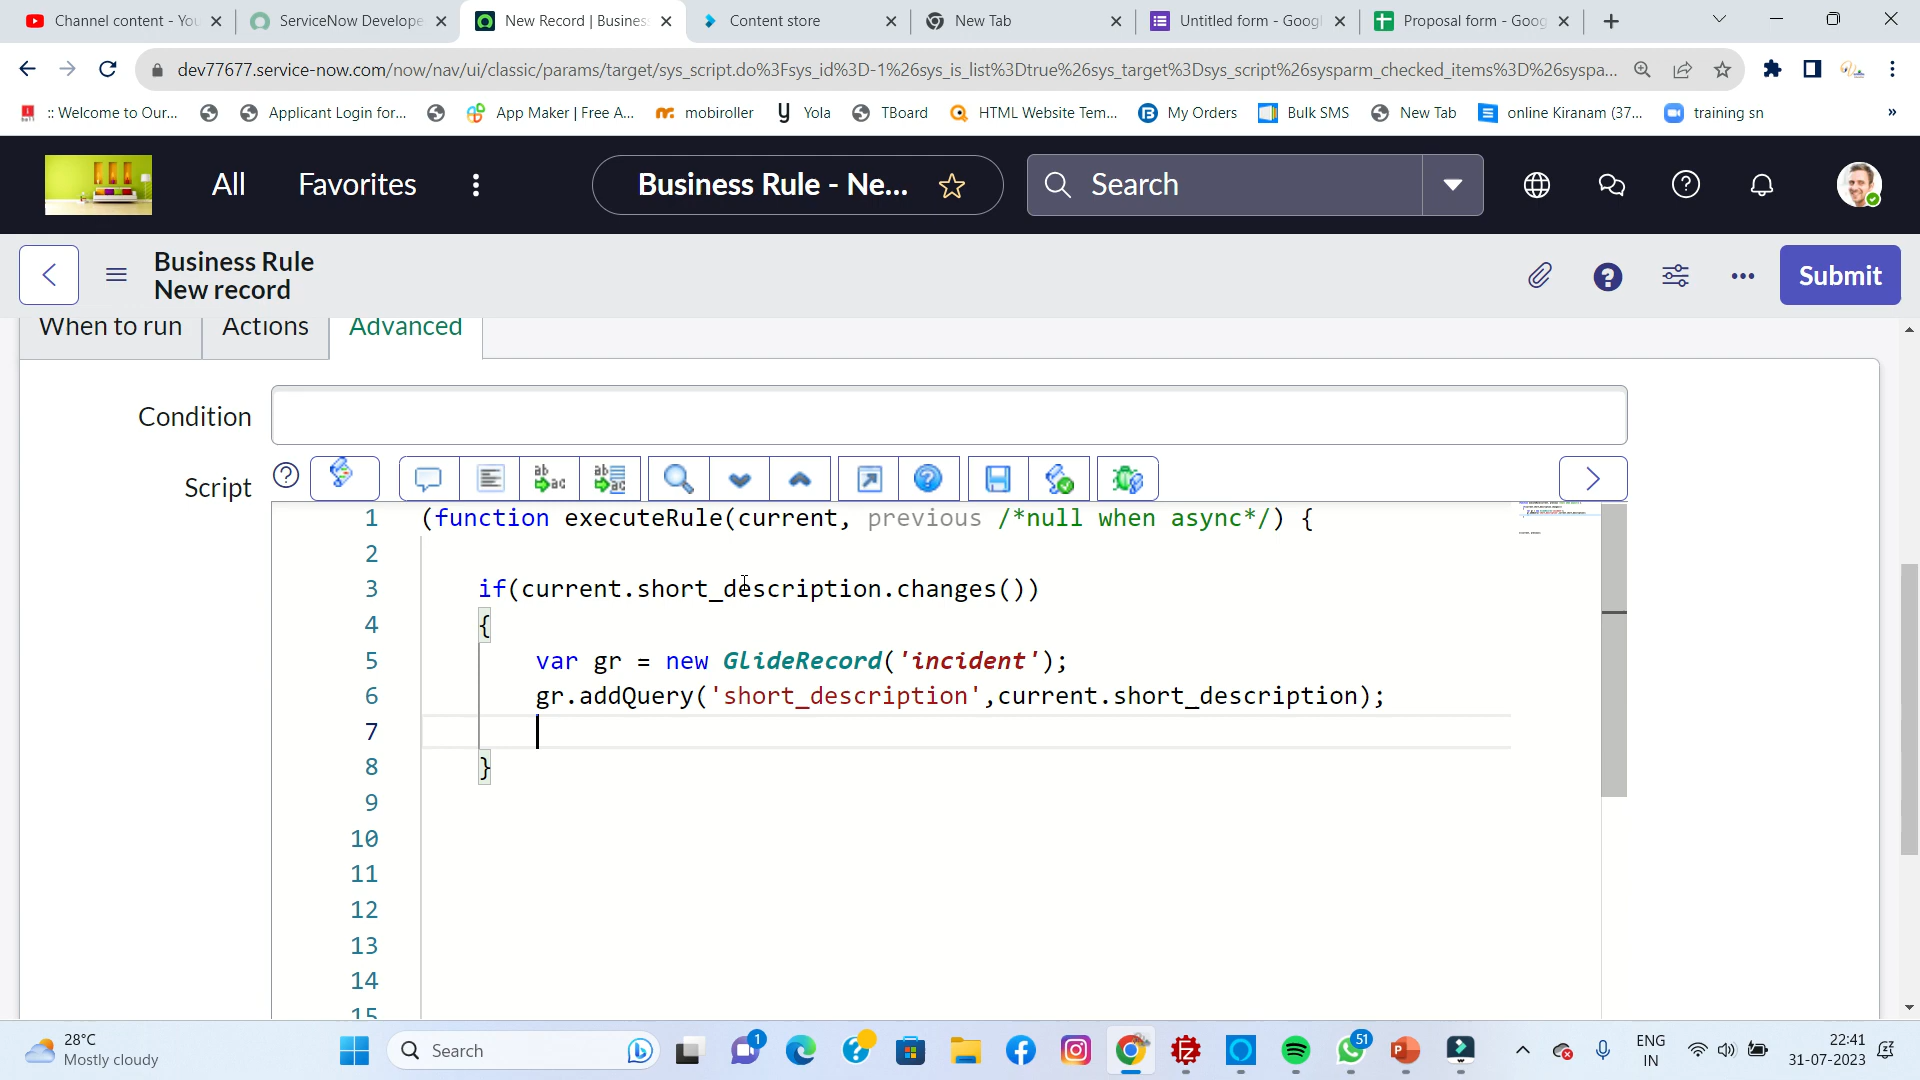 Channel content - You
ServiceNow Develope
New Record | Busines
Content store
New Tab
Untitled form - Googl
Proposal form - Goog
dev77677.service-now.com/now/nav/ui/classic/params/target/sys_script.do%3Fsys_id%3D-1%26sys_is_list%3Dtrue%26sys_target%3Dsys_script%26sysparm_checked_items%3D%26syspa...
:: Welcome to Our...
Applicant Login for...
App Maker | Free A...
mobiroller
Yola
TBoard
HTML Website Tem...
My Orders
Bulk SMS
New Tab
online Kiranam (37...
training sn
»
All
Favorites
Business Rule - Ne...
Search
Business Rule
New record
Submit
When to run
Actions
Advanced
Condition
Script
1 (function executeRule(current, previous /*null when async*/) {
2
3 if(current.short_description.changes())
4 {
5 var gr = new GlideRecord('incident');
6 gr.addQuery('short_description',current.short_description);
7
8 }
9
10
11
12
13
14
15
28°C
Mostly cloudy
Search
1
51
ENG
IN
22:41
31-07-2023